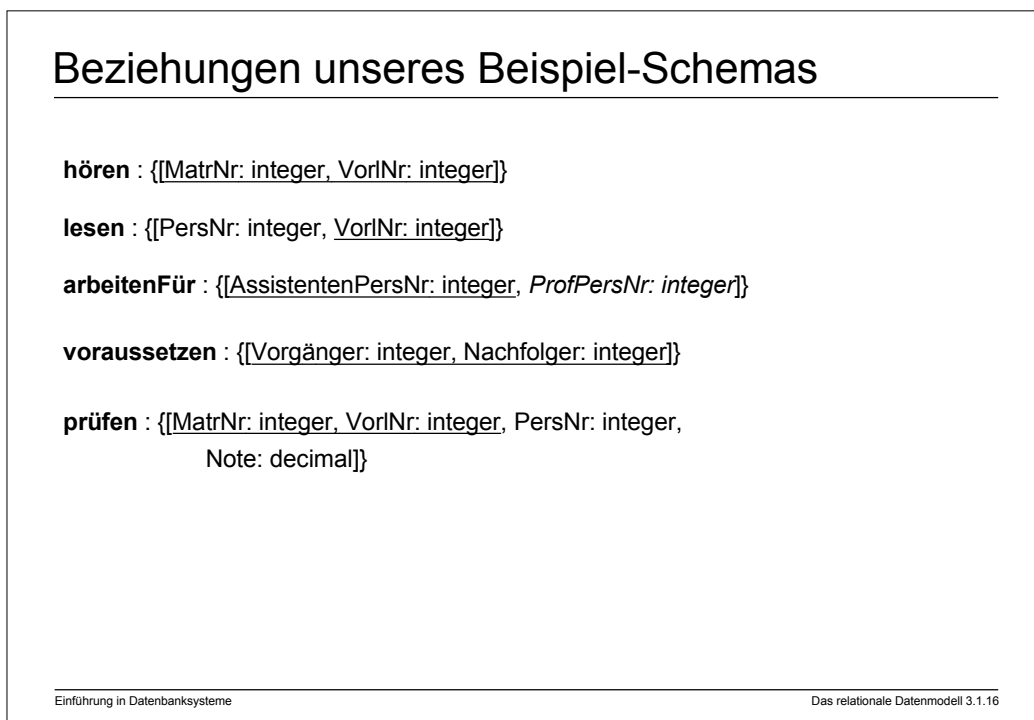 Beziehungen unseres Beispiel-Schemas
hören : {[MatrNr: integer, VorlNr: integer]}
lesen : {[PersNr: integer, VorlNr: integer]}
arbeitenFür : {[AssistentenPersNr: integer, ProfPersNr: integer]}
voraussetzen : {[Vorgänger: integer, Nachfolger: integer]}
prüfen : {[MatrNr: integer, VorlNr: integer, PersNr: integer,
Note: decimal]}
Einführung in Datenbanksysteme
Das relationale Datenmodell 3.1.16